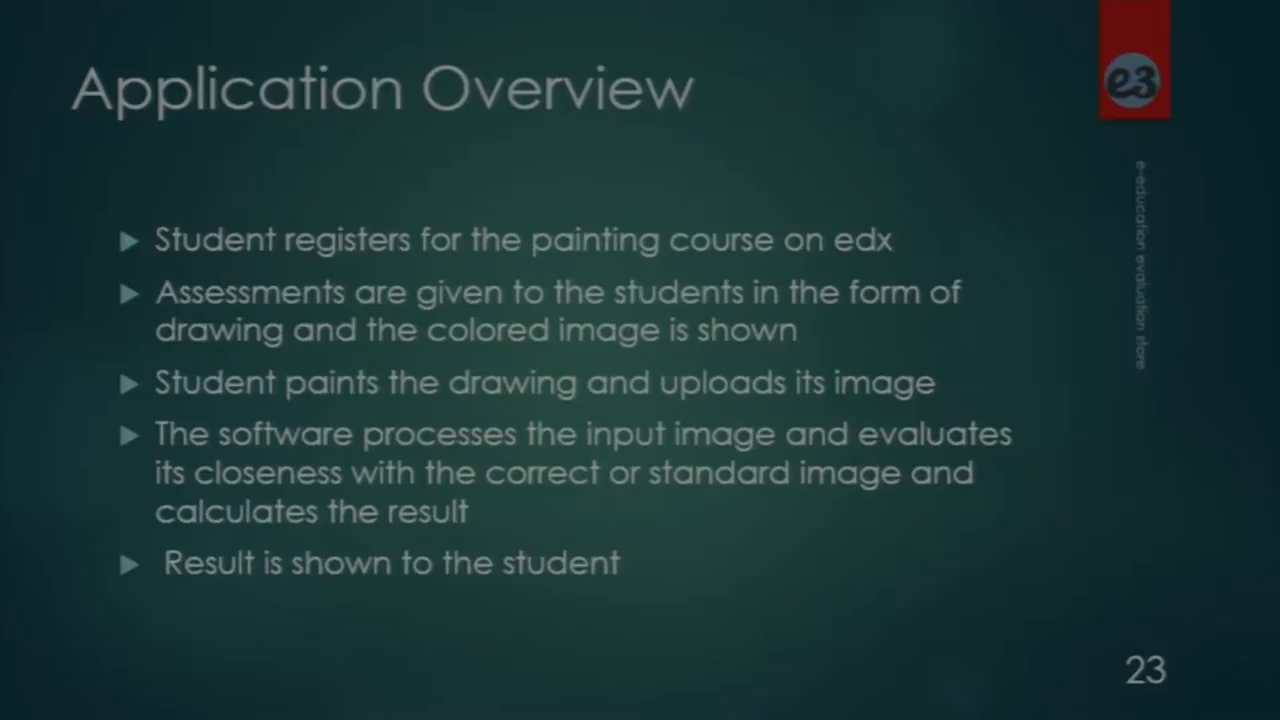 Application Overview
e3
e-education evaluation store
Student registers for the painting course on edx
Assessments are given to the students in the form of
drawing and the colored image is shown
Student paints the drawing and uploads its image
The software processes the input image and evaluates
its closeness with the correct or standard image and
calculates the result
Result is shown to the student
23